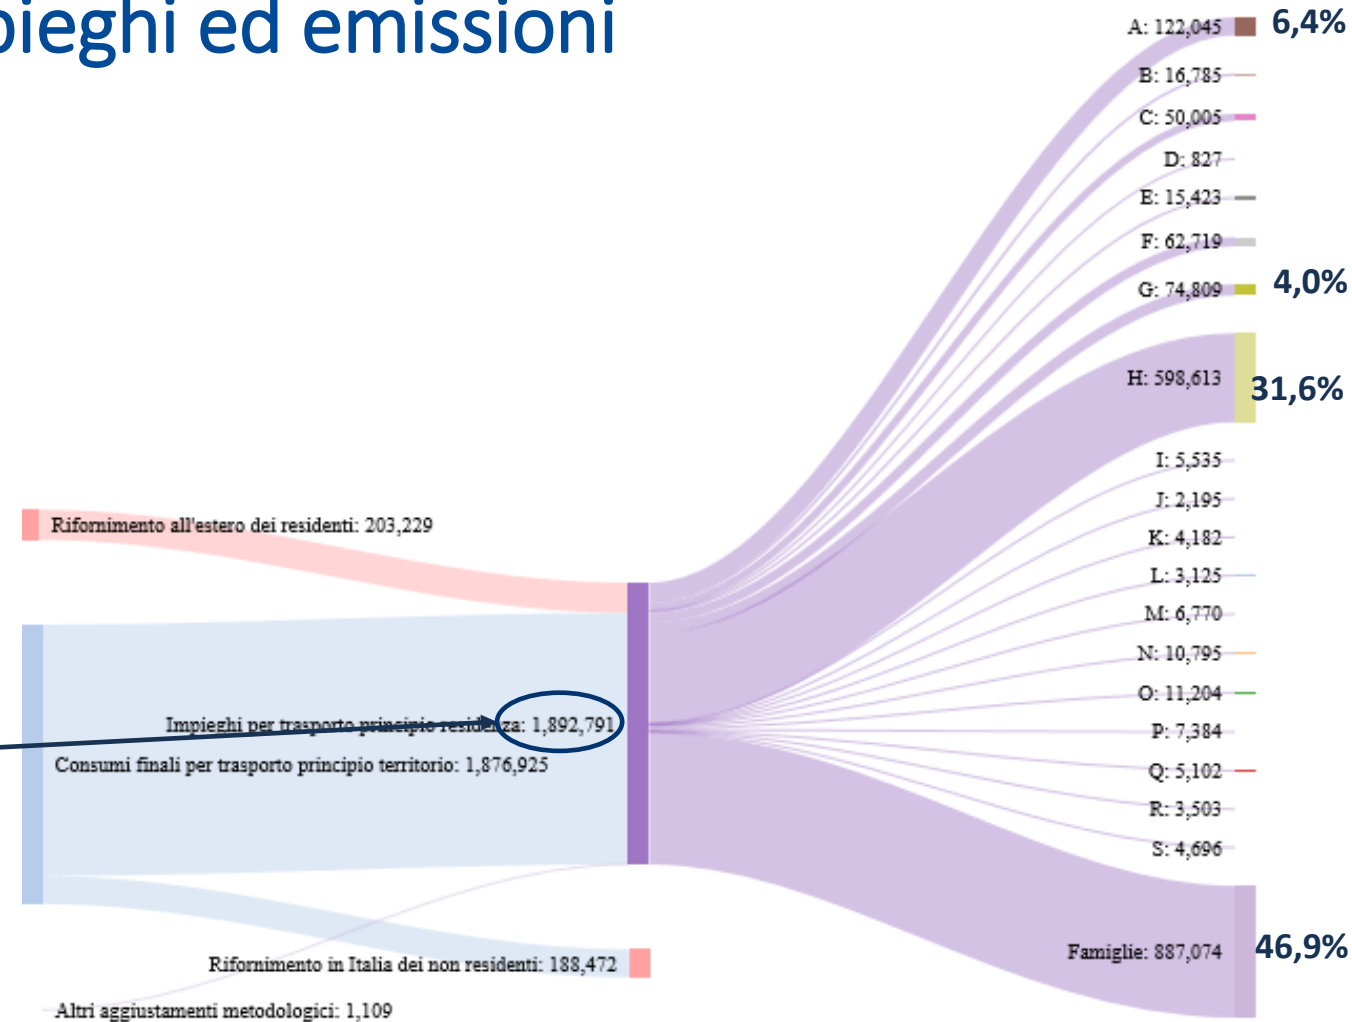 pieghi ed emissioni
A: 122,045 6,4%
B: 16,785
C: 50,005
D: 827
E: 15,423
F: 62,719
G: 74,809 4,0%
H: 598,613 31,6%
I: 5,535
J: 2,195
K: 4,182
L: 3,125
M: 6,770
N: 10,795
O: 11,204
P: 7,384
Q: 5,102
R: 3,503
S: 4,696
Famiglie: 887,074 46,9%
Rifornimento all'estero dei residenti: 203,229
Impieghi per trasporto principio residenza: 1,892,791
Consumi finali per trasporto principio territorio: 1,876,925
Rifornimento in Italia dei non residenti: 188,472
Altri aggiustamenti metodologici: 1,109